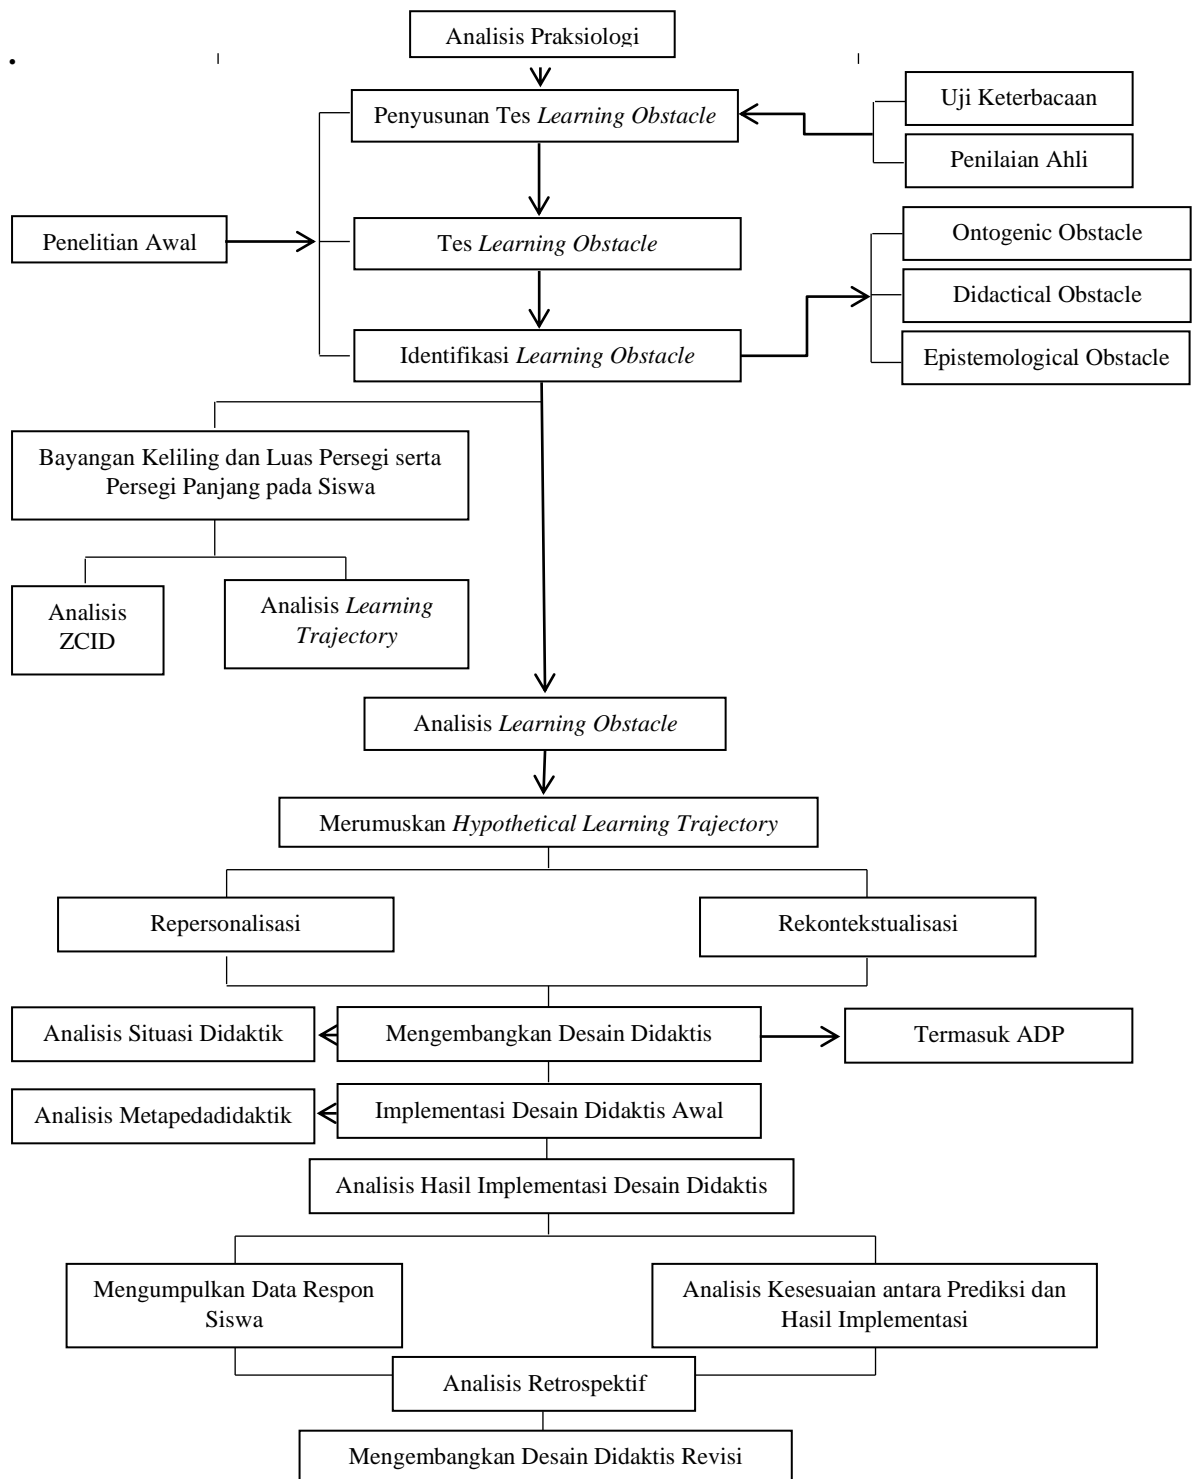 Analisis Praksiologi
Uji Keterbacaan
Penyusunan Tes Learning Obstacle
Penilaian Ahli
Penelitian Awal
Tes Learning Obstacle
Ontogenic Obstacle
Didactical Obstacle
Identifikasi Learning Obstacle
Epistemological Obstacle
Bayangan Keliling dan Luas Persegi serta
Persegi Panjang pada Siswa
Analisis
ZCID
Analisis Learning
Trajectory
Analisis Learning Obstacle
Merumuskan Hypothetical Learning Trajectory
Repersonalisasi
Rekontekstualisasi
Analisis Situasi Didaktik
Mengembangkan Desain Didaktis
Termasuk ADP
Analisis Metapedadidaktik
Implementasi Desain Didaktis Awal
Analisis Hasil Implementasi Desain Didaktis
Mengumpulkan Data Respon
Siswa
Analisis Kesesuaian antara Prediksi dan
Hasil Implementasi
Analisis Retrospektif
Mengembangkan Desain Didaktis Revisi